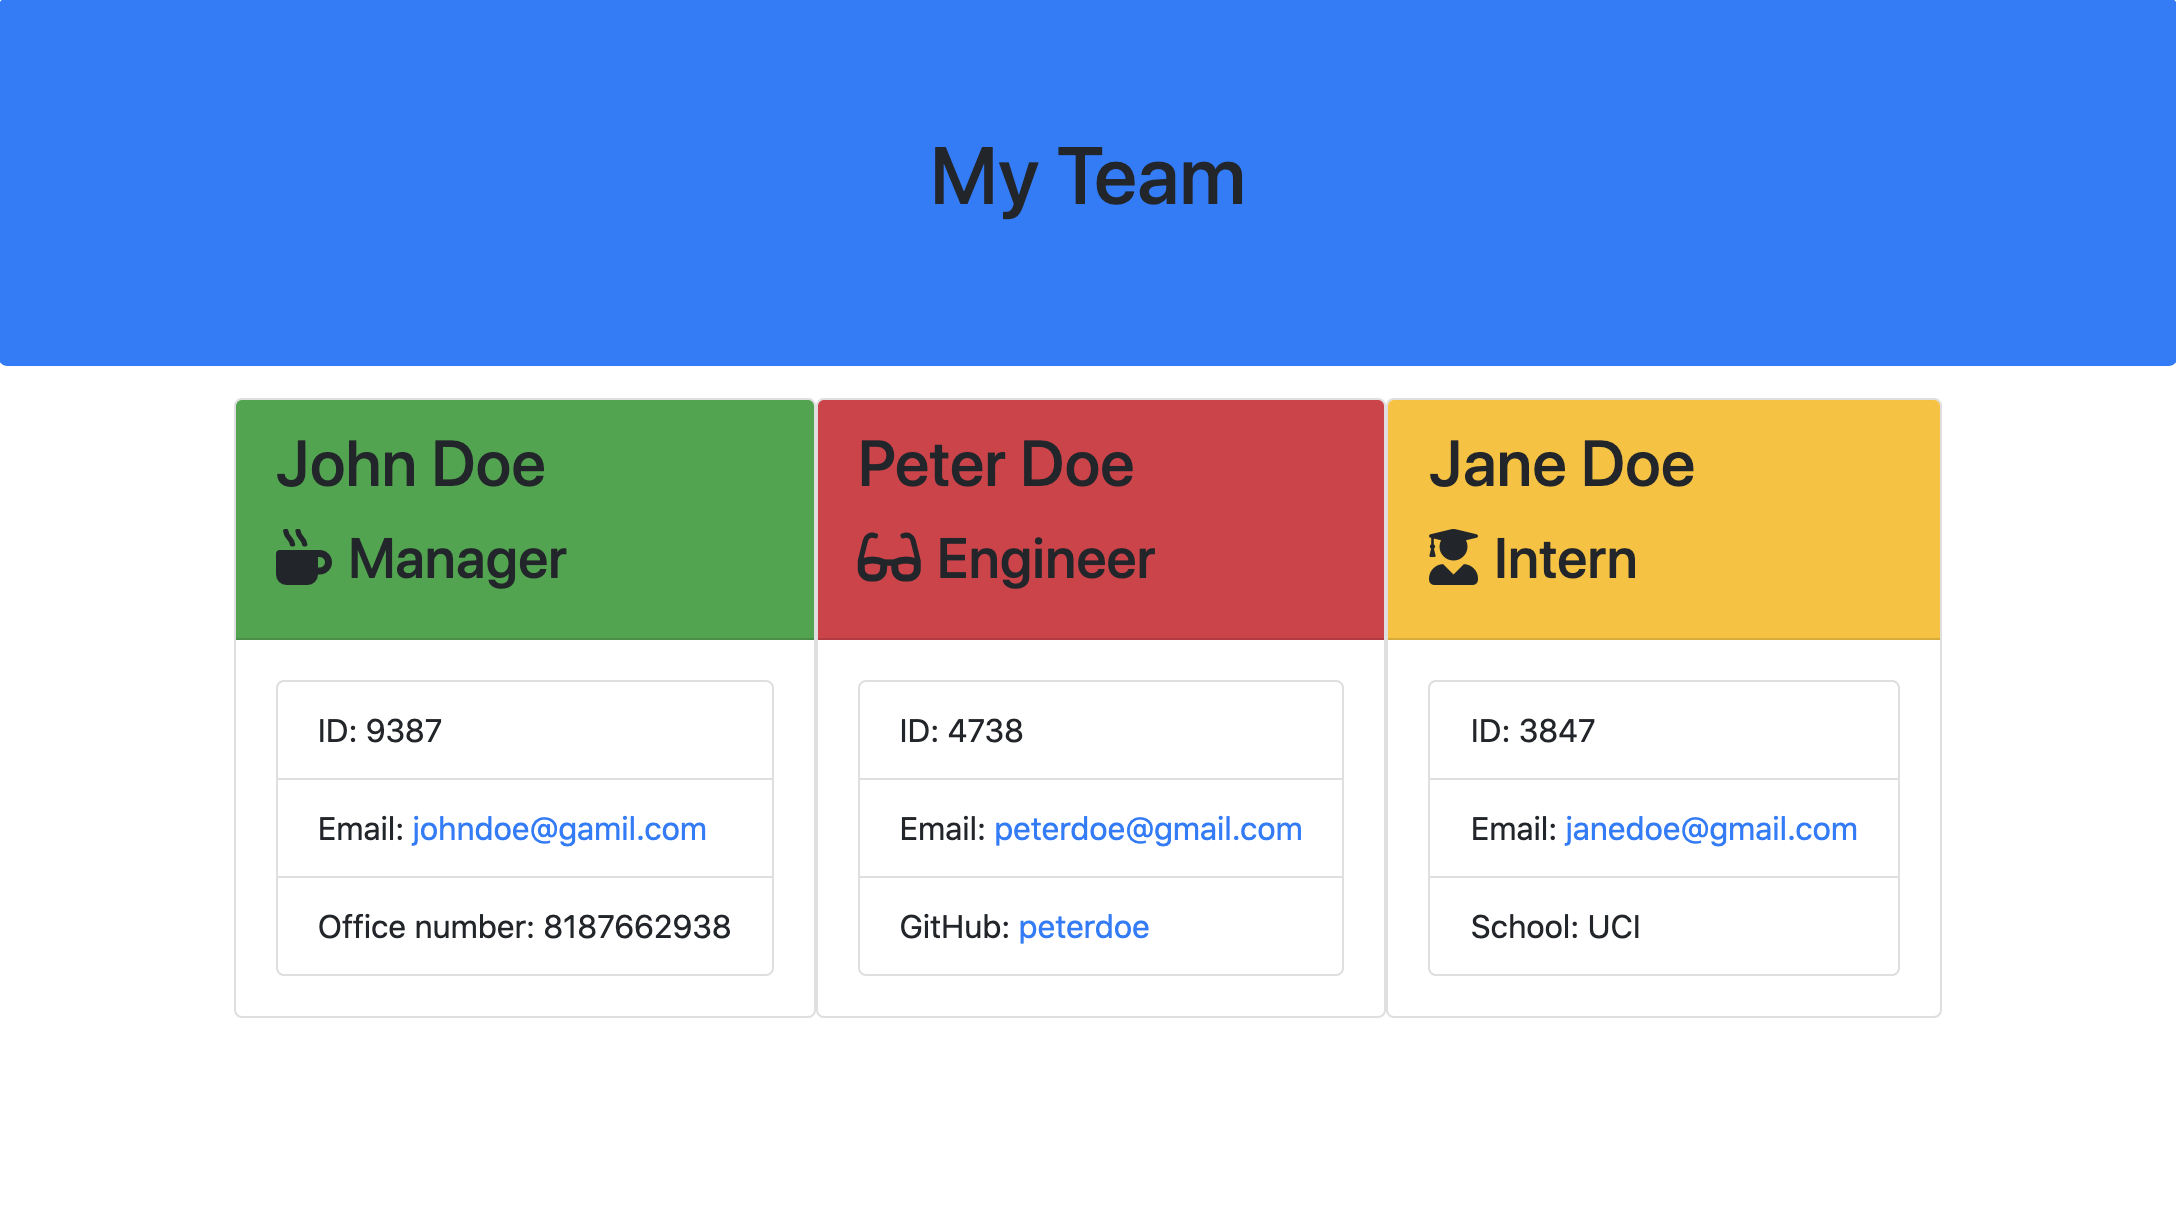 My Team
John Doe
Manager
ID: 9387
Email: johndoe@gamil.com
Office number: 8187662938
Peter Doe
Engineer
ID: 4738
Email: peterdoe@gmail.com
GitHub: peterdoe
Jane Doe
Intern
ID: 3847
Email: janedoe@gmail.com
School: UCI